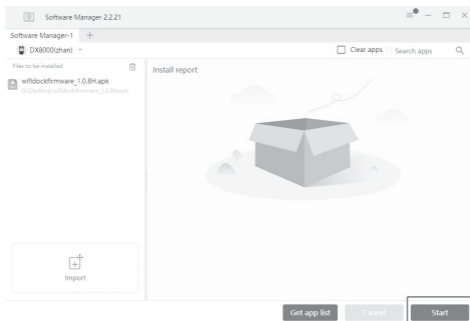 Software Manager 2.2.21
Software Manager-1
DX8000(zhan)
Clear apps
Search apps
Files to be installed:
Install report
wifidockfirmware_1.0.8H.apk
Import
Get app list
Cancel
Start